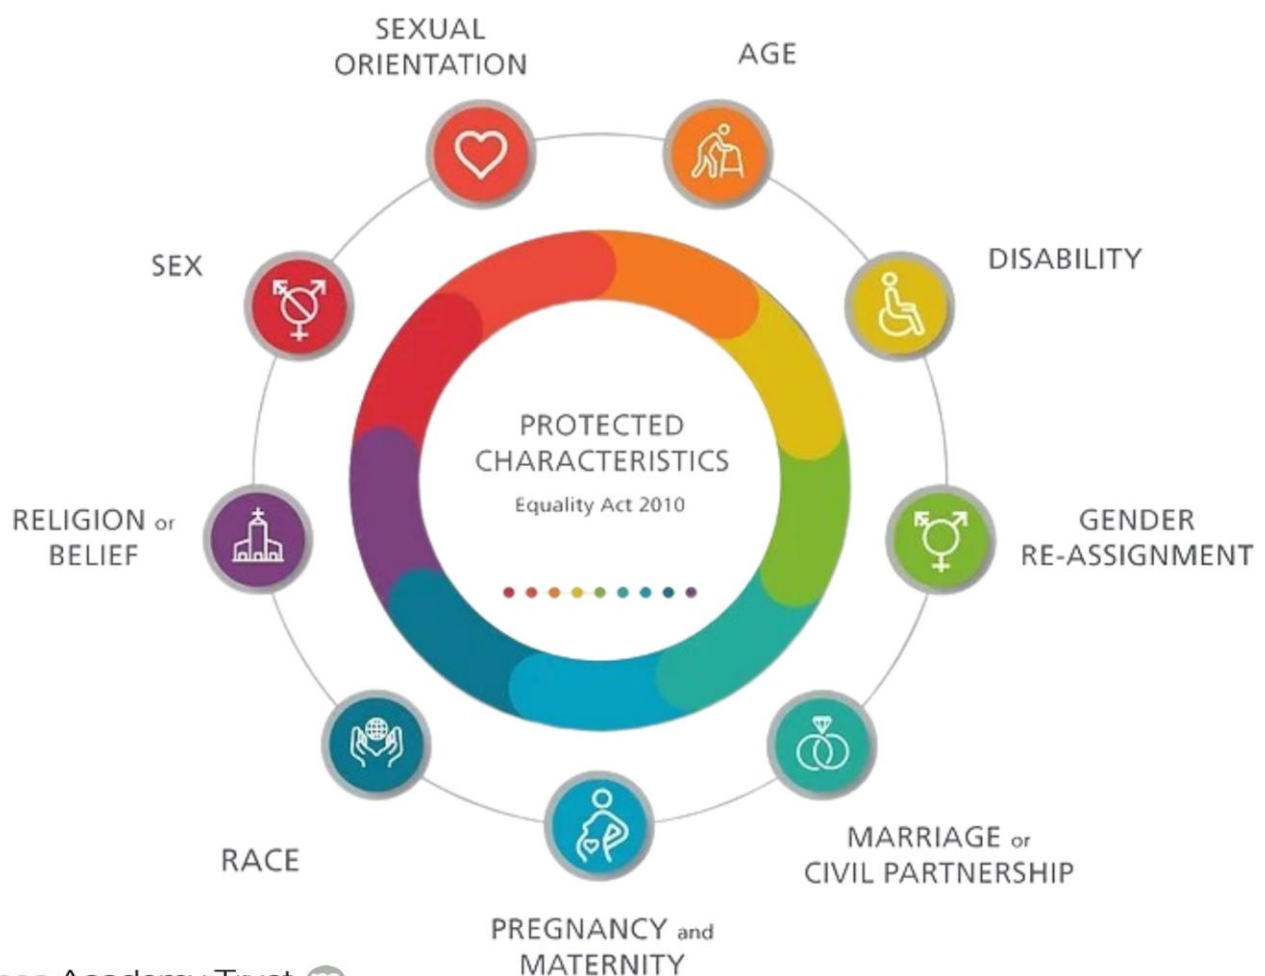 SEXUAL
ORIENTATION
AGE
SEX
DISABILITY
PROTECTED
CHARACTERISTICS
Equality Act 2010
RELIGION or
BELIEF
GENDER
RE-ASSIGNMENT
RACE
MARRIAGE or
CIVIL PARTNERSHIP
PREGNANCY and
MATERNITY
Academy Trust